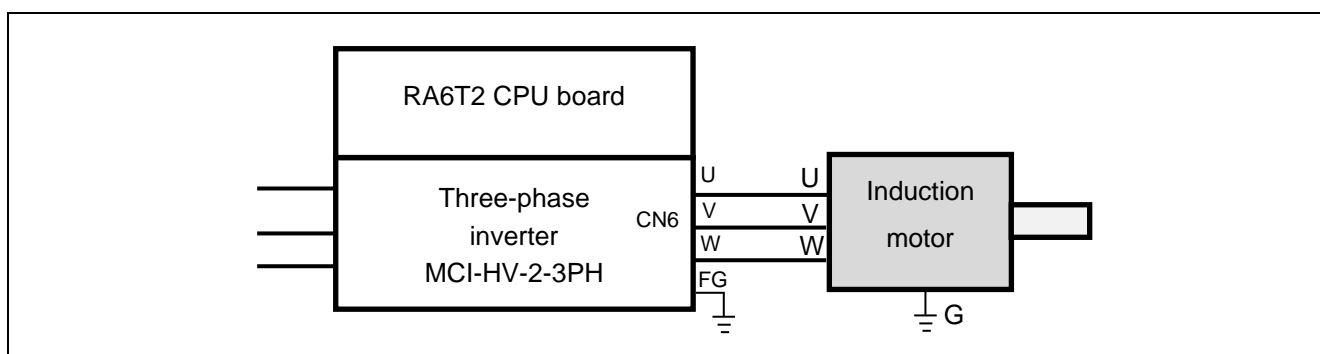 RA6T2 CPU board
Three-phase
inverter
MCI-HV-2-3PH
CN6
U
V
W
FG
U
V
W
Induction
motor
G